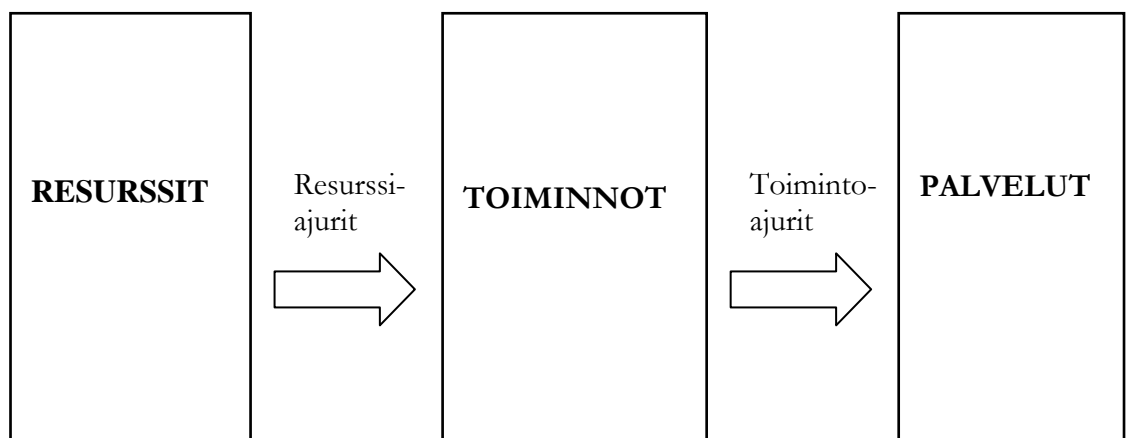 RESURSSIT
Resurssi-
ajurit
TOIMINNOT
Toiminto-
ajurit
PALVELUT